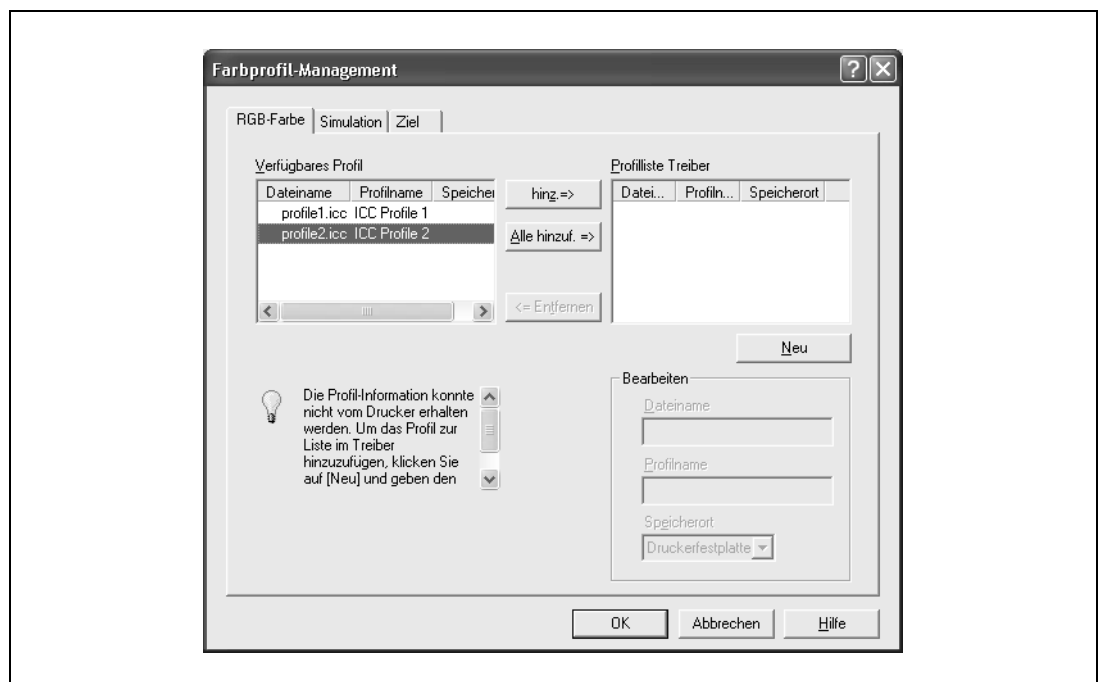 Farbprofil-Management
RGB-Farbe Simulation Ziel
Verfügbares Profil
Dateiname Profilname Speicher
profile1.icc ICC Profile 1
profile2.icc ICC Profile 2
hinz.=>
Alle hinzuf. =>
<= Entfernen
Profilliste Treiber
Datei... Profiln... Speicherort
Neu
Die Profil-Information konnte
nicht vom Drucker erhalten
werden. Um das Profil zur
Liste im Treiber
hinzuzufügen, klicken Sie
auf [Neu] und geben den
Bearbeiten
Dateiname
Profilname
Speicherort
Druckerfestplatte
OK Abbrechen Hilfe